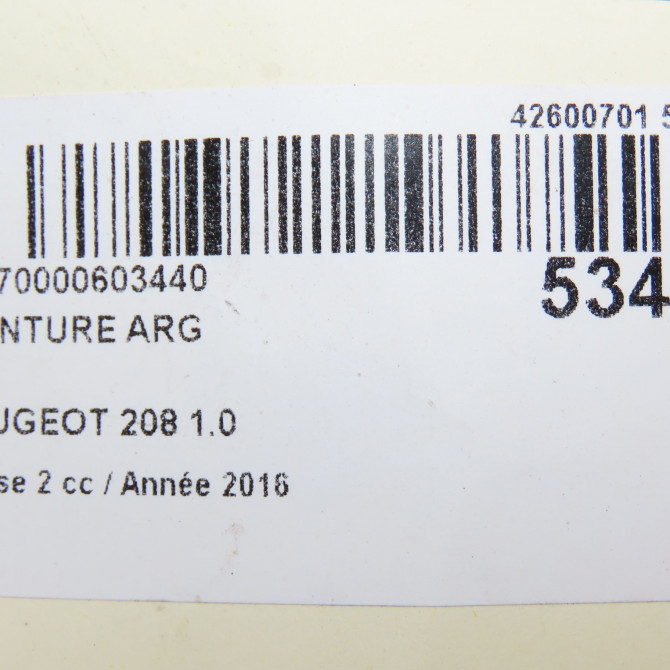 42600701 5
70000603440
534
NTURE ARG
UGEOT 208 1.0
se 2 cc / Année 2016